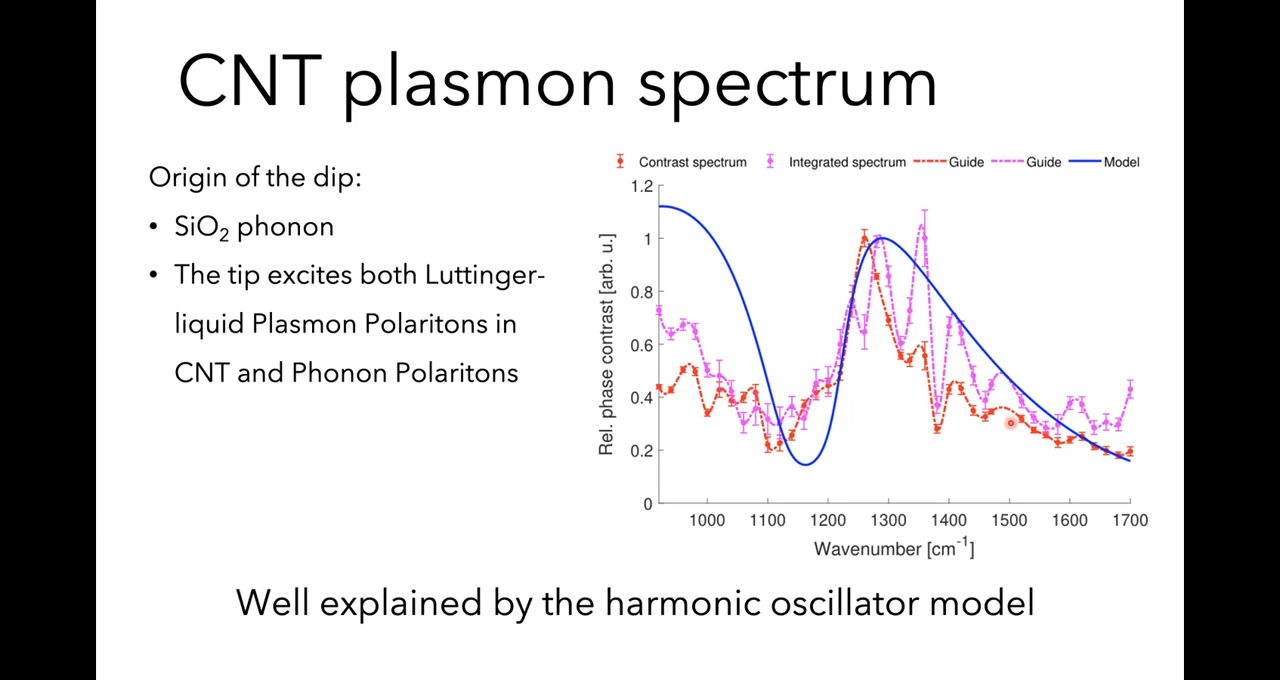 CNT plasmon spectrum
Origin of the dip:
• SiO₂ phonon
• The tip excites both Luttinger-
liquid Plasmon Polaritons in
CNT and Phonon Polaritons
Contrast spectrum Integrated spectrum Guide Guide Model
Rel. phase contrast [arb. u.]
1.2
1
0.8
0.6
0.4
0.2
0
1000 1100 1200 1300 1400 1500 1600 1700
Wavenumber [cm⁻¹]
Well explained by the harmonic oscillator model